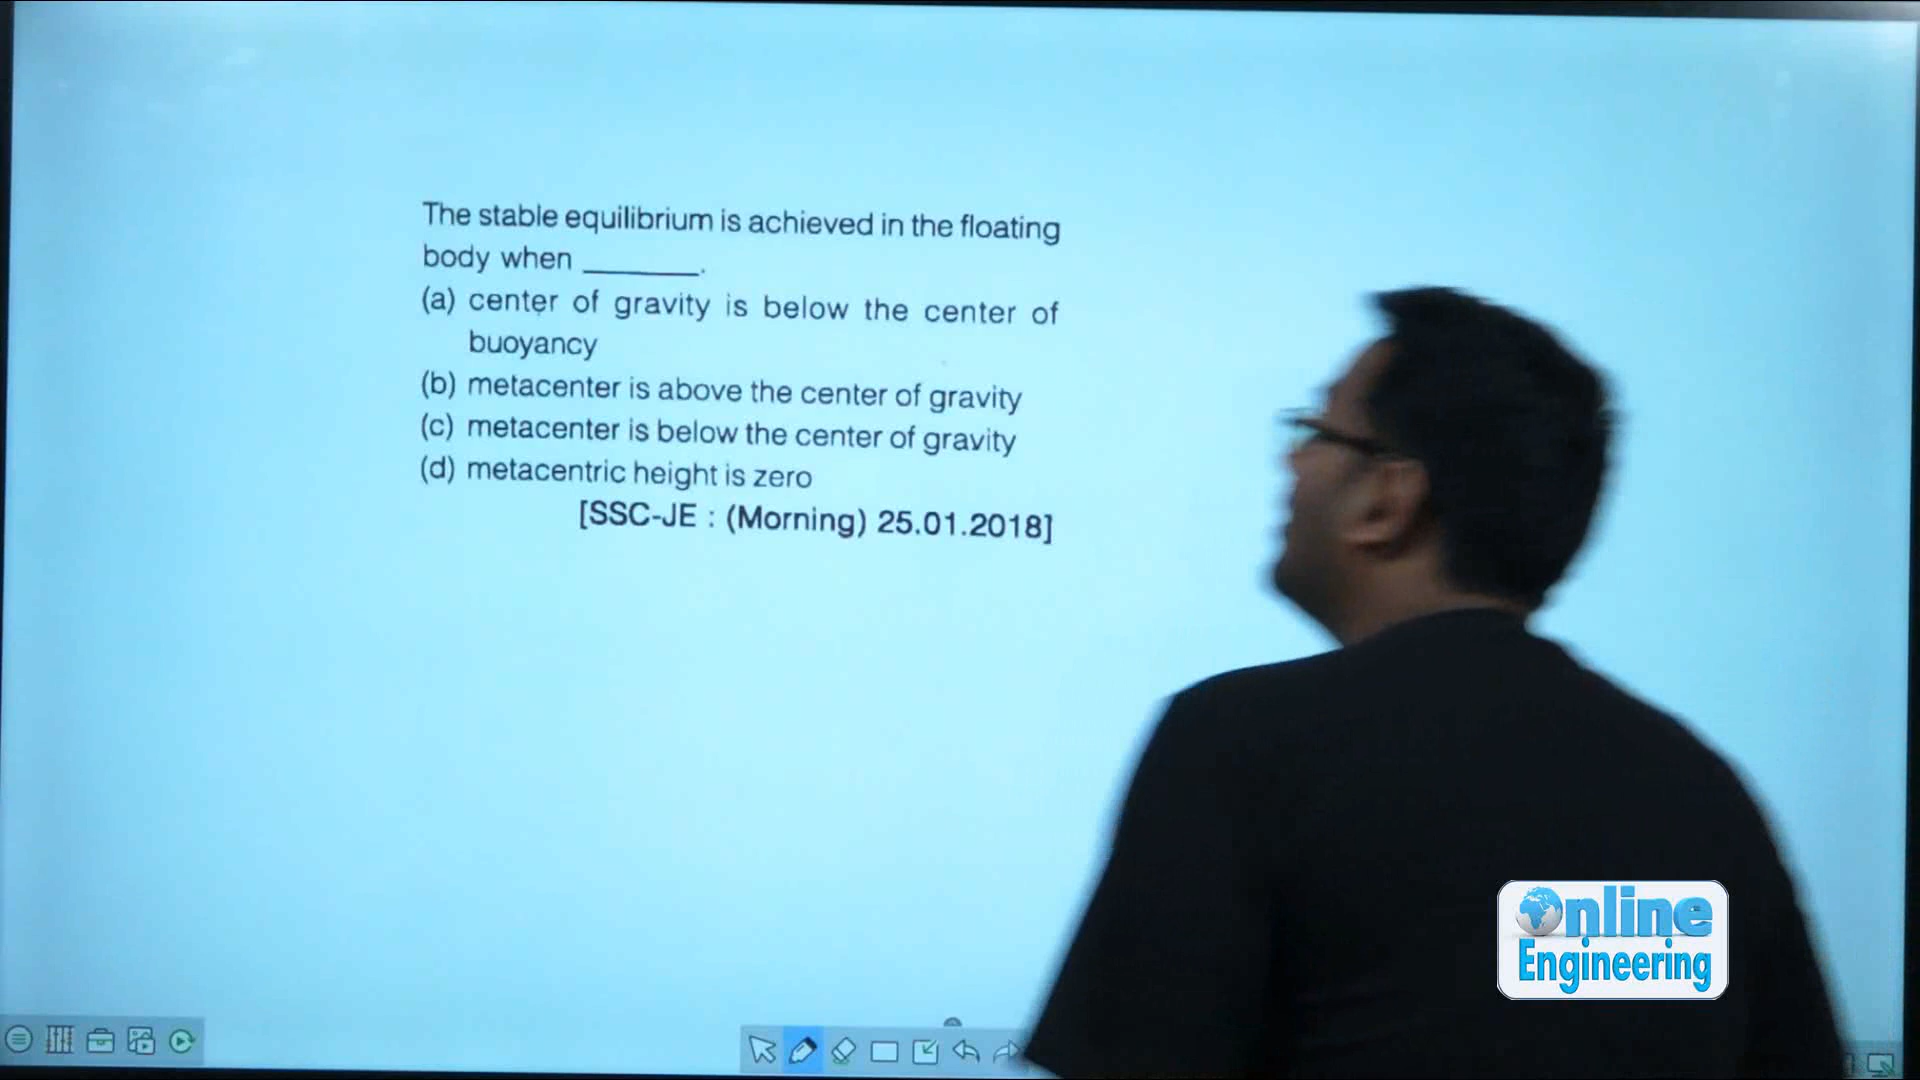 The stable equilibrium is achieved in the floating
body when _______.
(a) center of gravity is below the center of
buoyancy
(b) metacenter is above the center of gravity
(c) metacenter is below the center of gravity
(d) metacentric height is zero
[SSC-JE : (Morning) 25.01.2018]
Online
Engineering